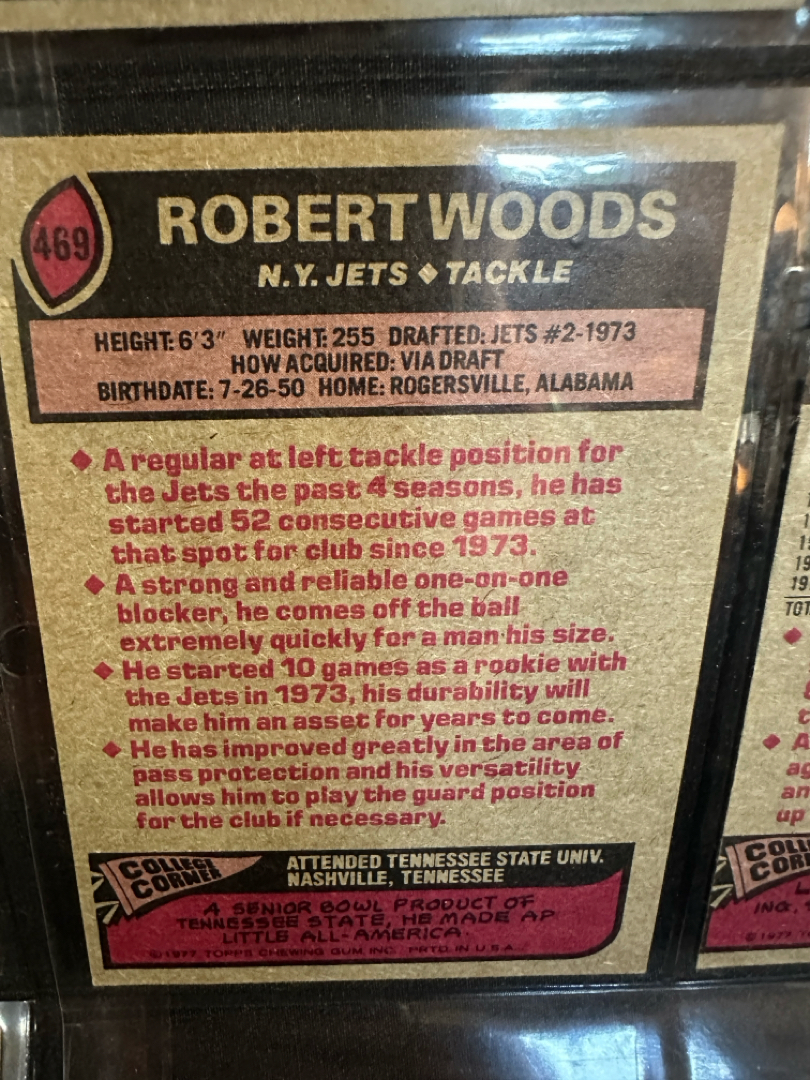 469
ROBERT WOODS
N.Y. JETS ◆ TACKLE
HEIGHT: 6'3" WEIGHT: 255 DRAFTED: JETS #2-1973
HOW ACQUIRED: VIA DRAFT
BIRTHDATE: 7-26-50 HOME: ROGERSVILLE, ALABAMA
◆ A regular at left tackle position for
the Jets the past 4 seasons, he has
started 52 consecutive games at
that spot for club since 1973.
◆ A strong and reliable one-on-one
blocker, he comes off the ball
extremely quickly for a man his size.
◆ He started 10 games as a rookie with
the Jets in 1973, his durability will
make him an asset for years to come.
◆ He has improved greatly in the area of
pass protection and his versatility
allows him to play the guard position
for the club if necessary.
COLLEGE
CORNER
ATTENDED TENNESSEE STATE UNIV.
NASHVILLE, TENNESSEE
A SENIOR BOWL PRODUCT OF
TENNESSEE STATE, HE MADE AP
LITTLE ALL-AMERICA.
©1977 TOPPS CHEWING GUM INC. PRTD. IN U.S.A.
19
19
TOT
◆
◆ A
an
up
ING.
©1977